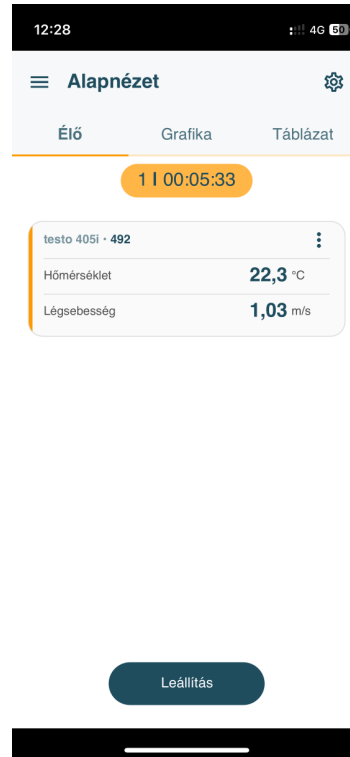 12:28 4G 50
Alapnézet
Élő Grafika Táblázat
1 | 00:05:33
testo 405i • 492
Hőmérséklet 22,3 °C
Légsebesség 1,03 m/s
Leállítás